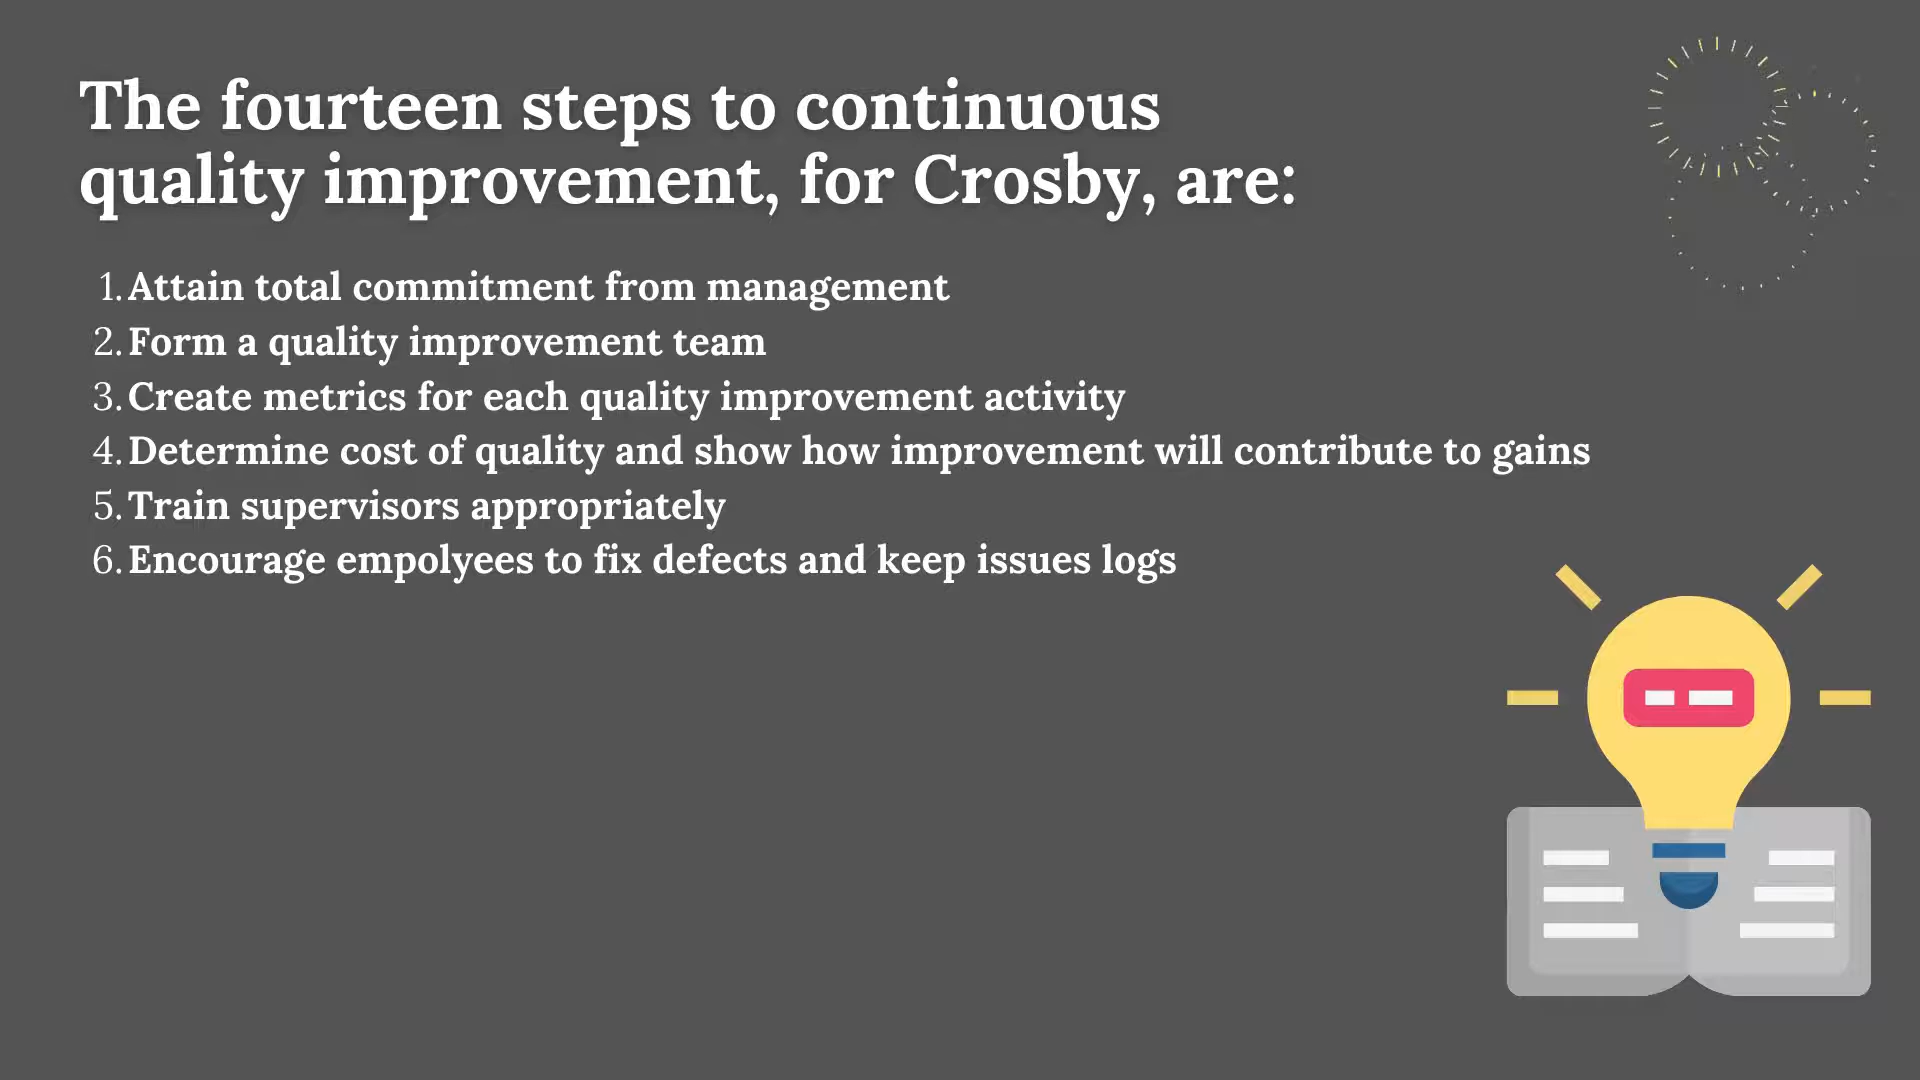 The fourteen steps to continuous
quality improvement, for Crosby, are:
1. Attain total commitment from management
2. Form a quality improvement team
3. Create metrics for each quality improvement activity
4. Determine cost of quality and show how improvement will contribute to gains
5. Train supervisors appropriately
6. Encourage empolyees to fix defects and keep issues logs